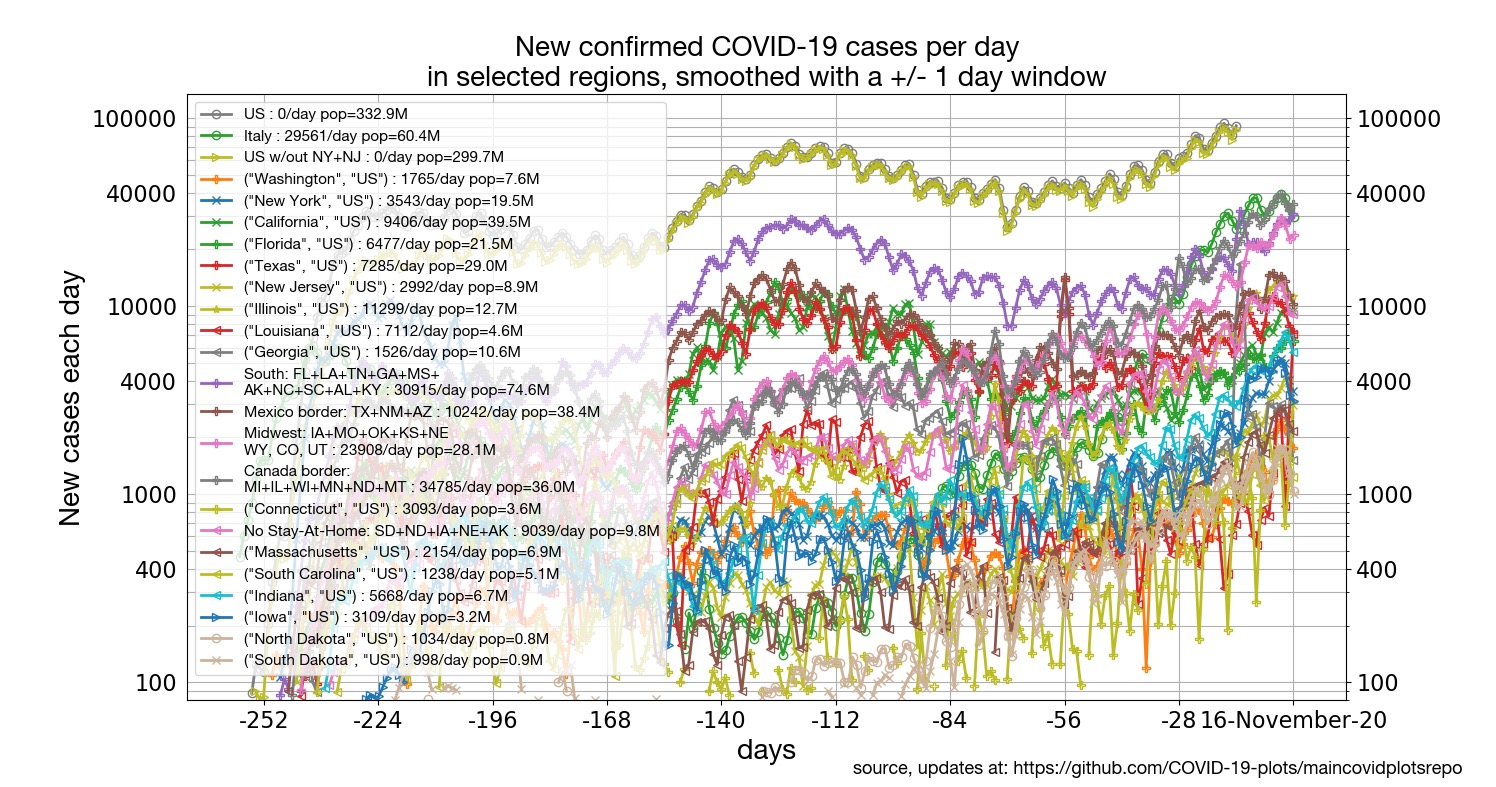 New confirmed COVID-19 cases per day
in selected regions, smoothed with a +/- 1 day window
New cases each day
100000
40000
10000
4000
1000
400
100
US : 0/day pop=332.9M
Italy : 29561/day pop=60.4M
US w/out NY+NJ : 0/day pop=299.7M
("Washington", "US") : 1765/day pop=7.6M
("New York", "US") : 3543/day pop=19.5M
("California", "US") : 9406/day pop=39.5M
("Florida", "US") : 6477/day pop=21.5M
("Texas", "US") : 7285/day pop=29.0M
("New Jersey", "US") : 2992/day pop=8.9M
("Illinois", "US") : 11299/day pop=12.7M
("Louisiana", "US") : 7112/day pop=4.6M
("Georgia", "US") : 1526/day pop=10.6M
South: FL+LA+TN+GA+MS+
AK+NC+SC+AL+KY : 30915/day pop=74.6M
Mexico border: TX+NM+AZ : 10242/day pop=38.4M
Midwest: IA+MO+OK+KS+NE
WY, CO, UT : 23908/day pop=28.1M
Canada border:
MI+IL+WI+MN+ND+MT : 34785/day pop=36.0M
("Connecticut", "US") : 3093/day pop=3.6M
No Stay-At-Home: SD+ND+IA+NE+AK : 9039/day pop=9.8M
("Massachusetts", "US") : 2154/day pop=6.9M
("South Carolina", "US") : 1238/day pop=5.1M
("Indiana", "US") : 5668/day pop=6.7M
("Iowa", "US") : 3109/day pop=3.2M
("North Dakota", "US") : 1034/day pop=0.8M
("South Dakota", "US") : 998/day pop=0.9M
100000
40000
10000
4000
1000
400
100
-252 -224 -196 -168 -140 -112 -84 -56 -28 16-November-20
days
source, updates at: https://github.com/COVID-19-plots/maincovidplotsrepo